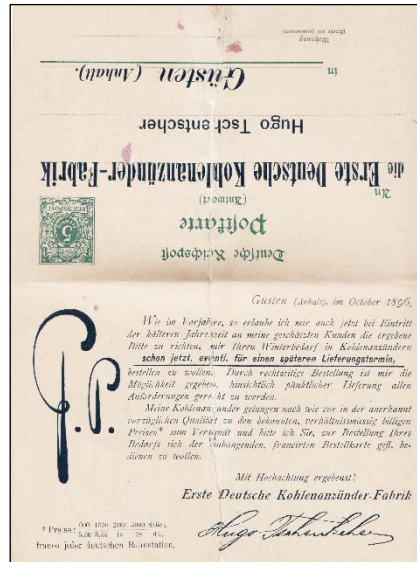 Deutsche Reichspost
Postkarte
(Antwort)
REICHSPOST
5
An
die Erste Deutsche Kohlenanzünder-Fabrik
Hugo Tschentscher
in Güsten (Anhalt).
Wohnung
Güsten (Anhalt), im October 1896.
G.P.
Wie im Vorjahre, so erlaube ich mir auch jetzt bei Eintritt
der kälteren Jahreszeit an meine geschätzten Kunden die ergebene
Bitte zu richten, mir Ihren Winterbedarf in Kohlenanzündern
schon jetzt, eventl. für einen späteren Lieferungstermin,
bestellen zu wollen. Durch rechtzeitige Bestellung ist mir die
Möglichkeit gegeben, hinsichtlich pünktlicher Lieferung allen
Anforderungen gerecht zu werden.
Meine Kohlenanzünder gelangen nach wie vor in der anerkannt
vorzüglichen Qualität zu den bekannten, verhältnissmässig billigen
Preisen* zum Versandt und bitte ich Sie, zur Bestellung Ihres
Bedarfs sich der anhängenden, francirten Bestellkarte gefl. be-
dienen zu wollen.
Mit Hochachtung ergebenst!
Erste Deutsche Kohlenanzünder-Fabrik
Hugo Tschentscher
* Preise:
franco jeder deutschen Bahnstation.